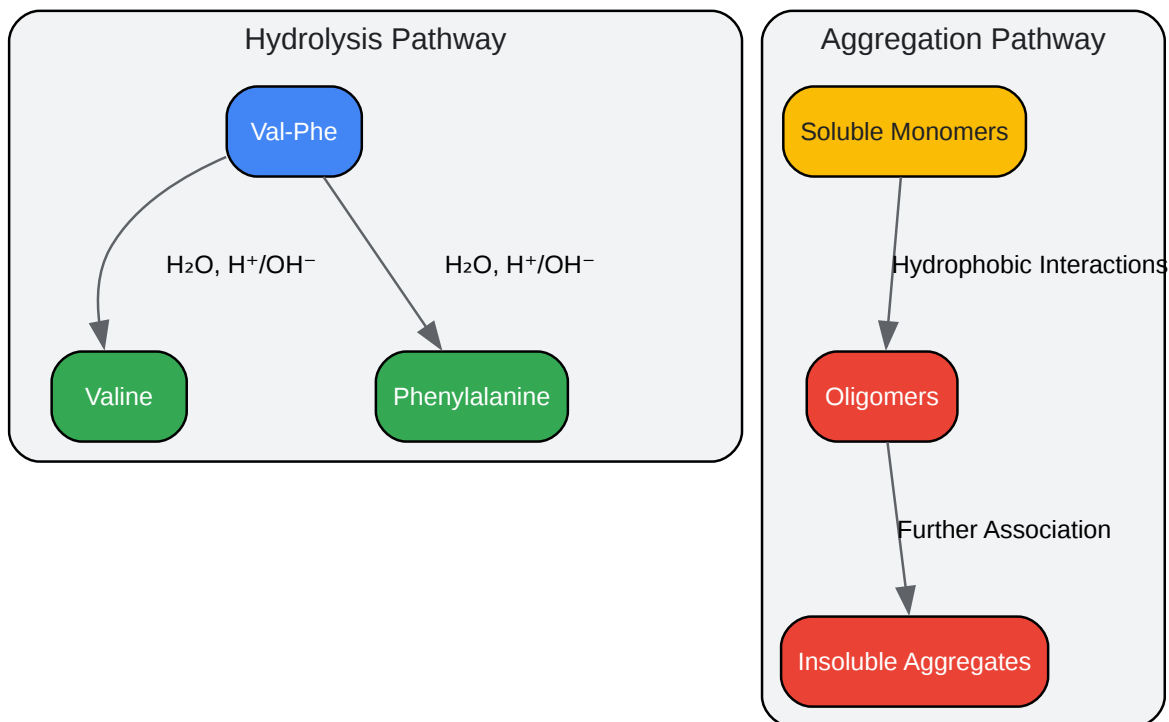 Hydrolysis Pathway
Val-Phe
H₂O, H⁺/OH⁻
H₂O, H⁺/OH⁻
Valine
Phenylalanine
Aggregation Pathway
Soluble Monomers
Hydrophobic Interactions
Oligomers
Further Association
Insoluble Aggregates